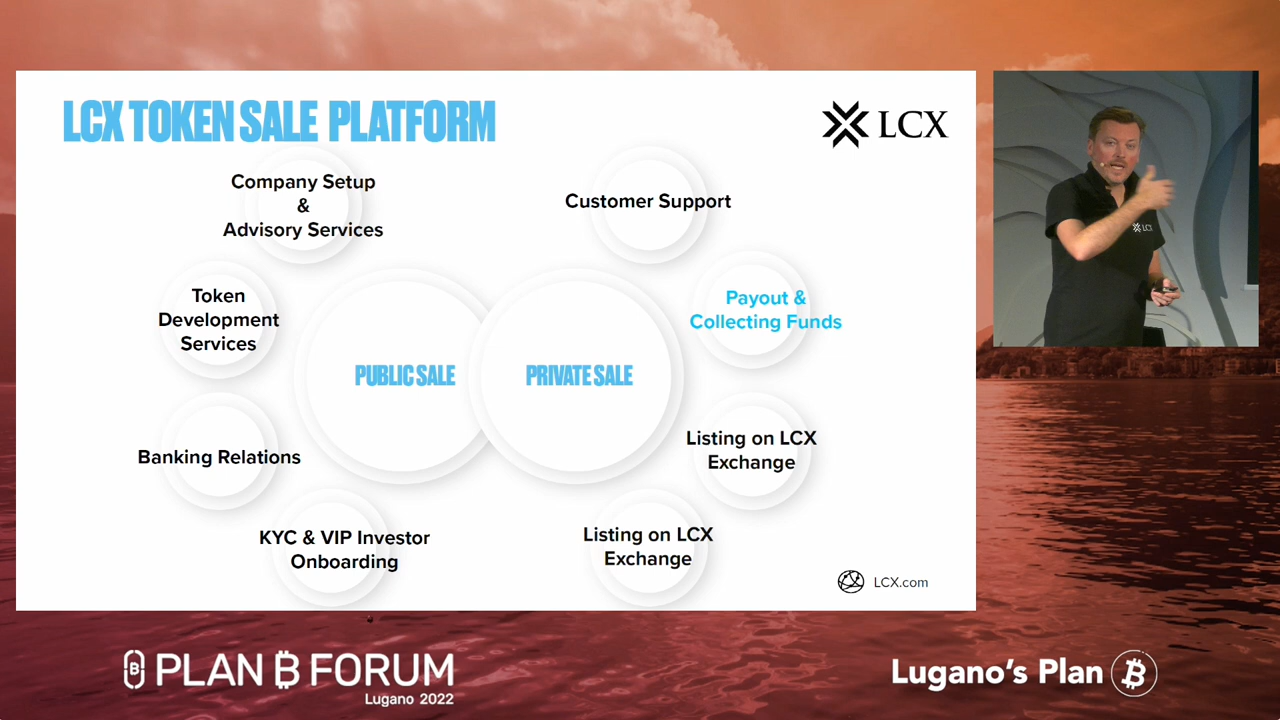 LCX TOKEN SALE PLATFORM
LCX
Company Setup
&
Advisory Services
Customer Support
Token
Development
Services
Payout &
Collecting Funds
PUBLIC SALE
PRIVATE SALE
Banking Relations
Listing on LCX
Exchange
KYC & VIP Investor
Onboarding
Listing on LCX
Exchange
LCX.com
LCX
PLAN ₿ FORUM
Lugano 2022
Lugano's Plan ₿